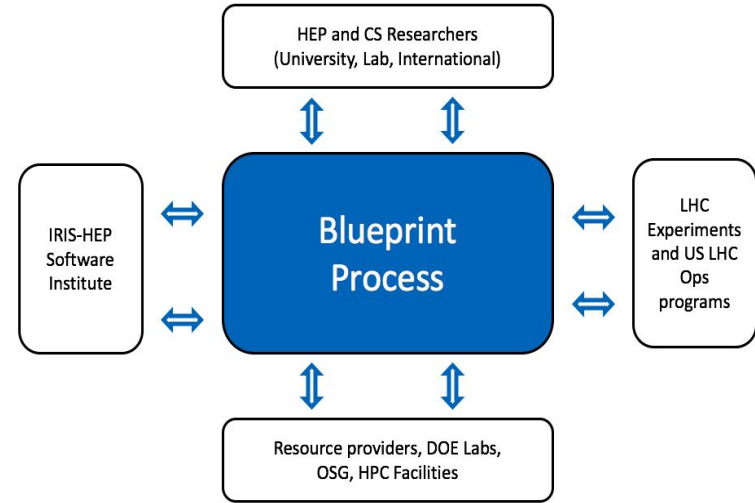 HEP and CS Researchers
(University, Lab, International)
IRIS-HEP
Software
Institute
Blueprint
Process
LHC
Experiments
and US LHC
Ops
programs
Resource providers, DOE Labs,
OSG, HPC Facilities